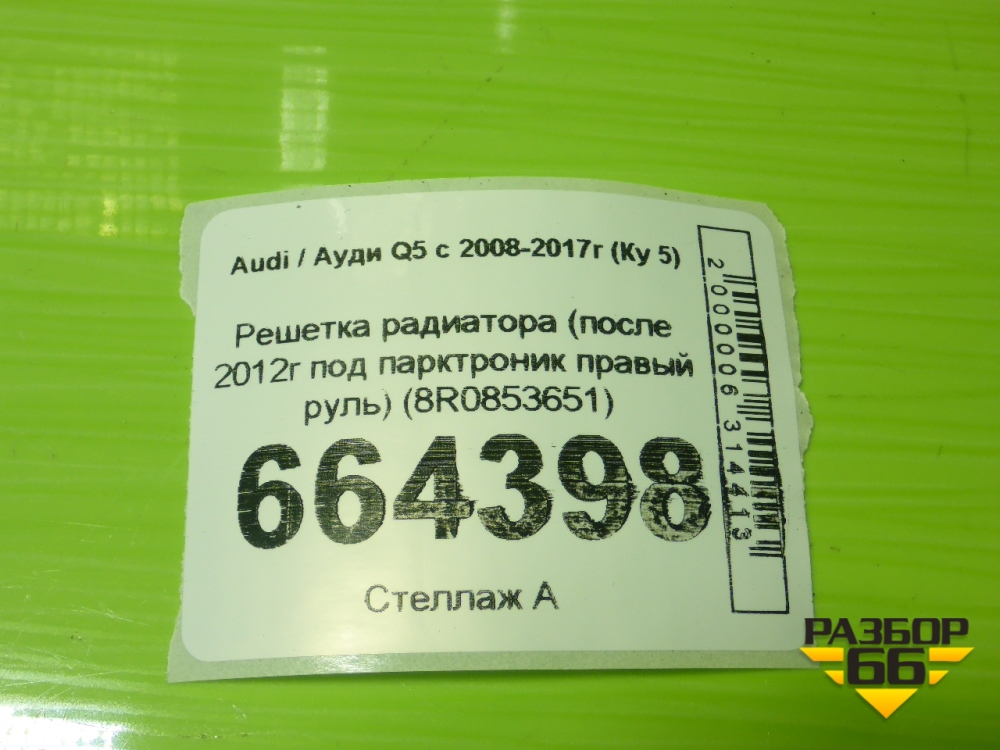 Audi / Ауди Q5 с 2008-2017г (Ку 5)
Решетка радиатора (после
2012г под парктроник правый
руль) (8R0853651)
664398
Стеллаж А
2000006314413
РАЗБОР
66